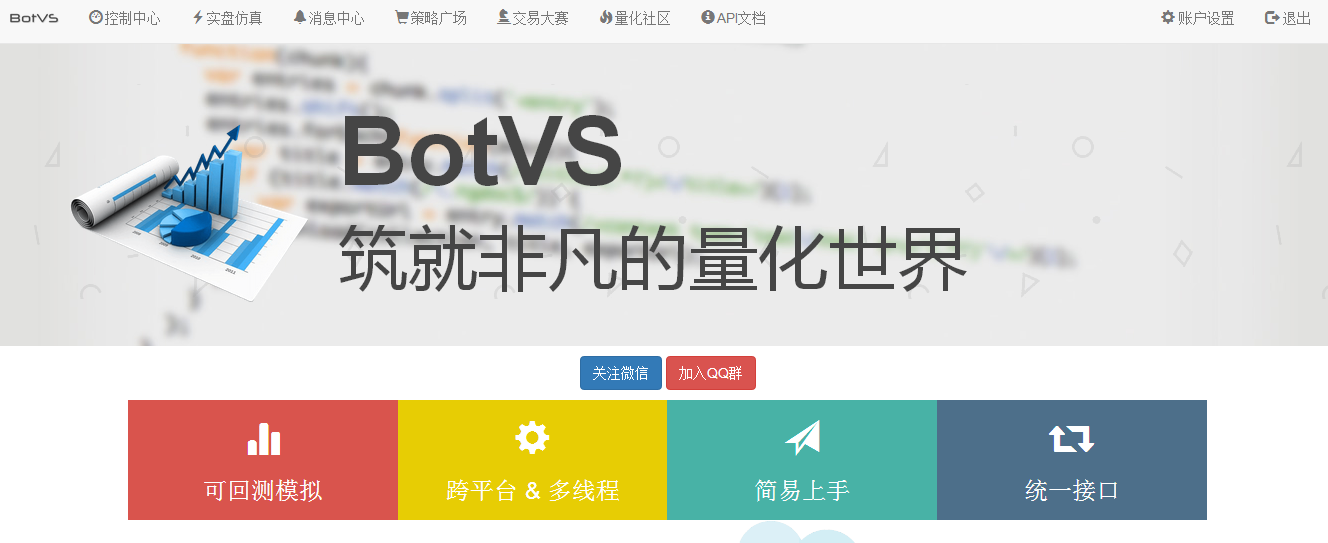 BotVS 控制中心 实盘仿真 消息中心 策略广场 交易大赛 量化社区 API文档 账户设置 退出
BotVS
筑就非凡的量化世界
关注微信 加入QQ群
可回测模拟 跨平台 & 多线程 简易上手 统一接口